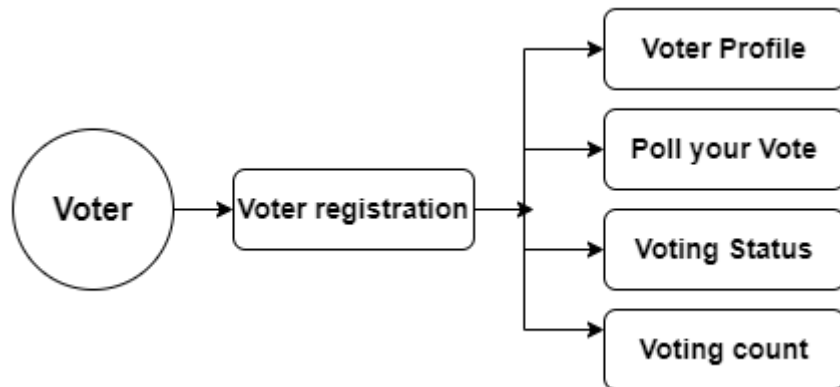 Voter
Voter registration
Voter Profile
Poll your Vote
Voting Status
Voting count